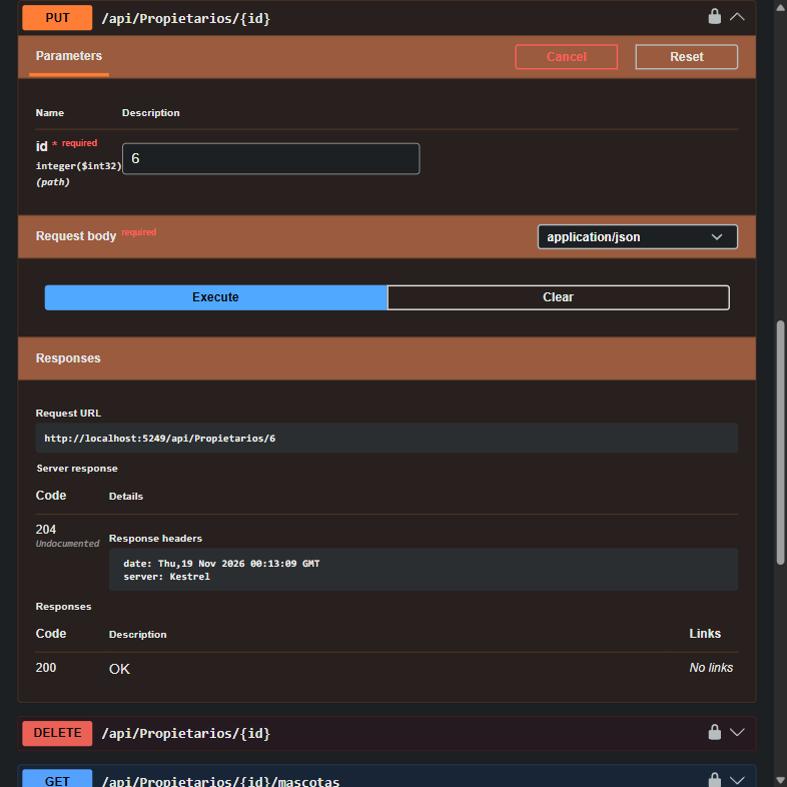 PUT /api/Propietarios/{id}
Parameters Cancel Reset
Name Description
id * required
integer($int32) 6
(path)
Request body required application/json
Execute Clear
Responses
Request URL
http://localhost:5249/api/Propietarios/6
Server response
Code Details
204
Undocumented Response headers
date: Thu,19 Nov 2026 00:13:09 GMT
server: Kestrel
Responses
Code Description Links
200 OK No links
DELETE /api/Propietarios/{id}
GET /api/Propietarios/{id}/mascotas